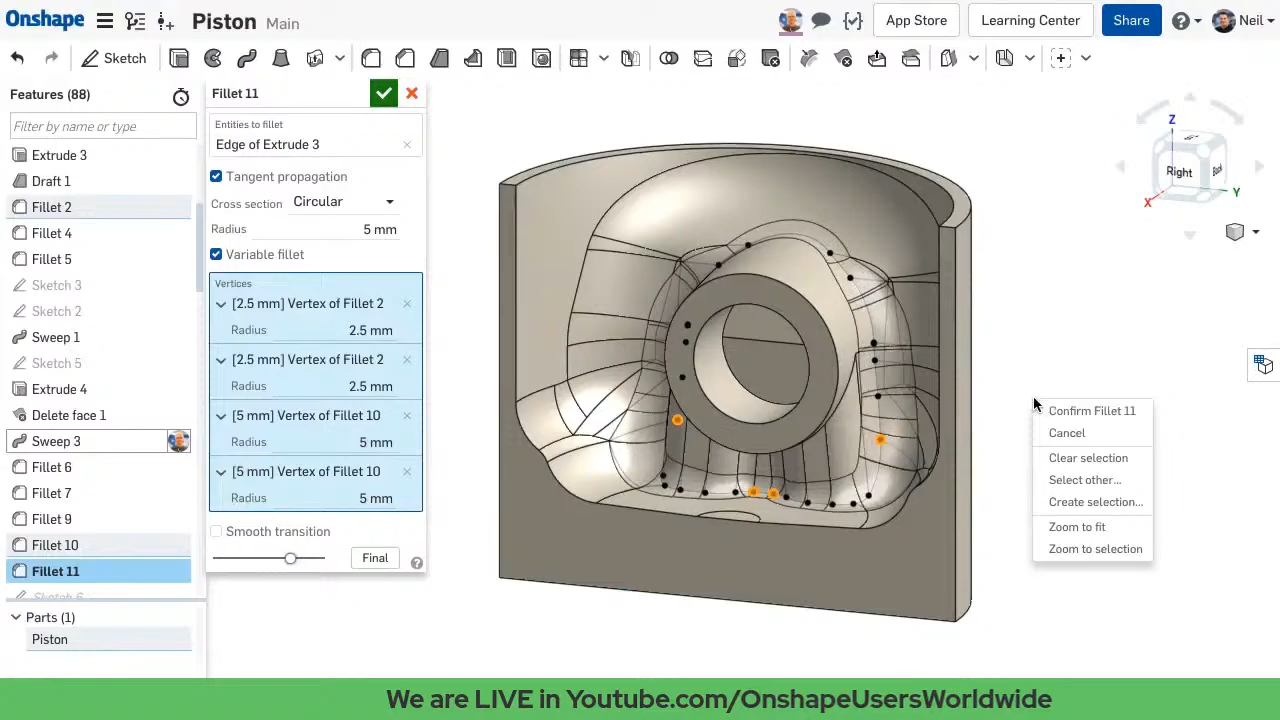 Onshape
Piston Main
App Store
Learning Center
Share
Neil
Sketch
Features (88)
Filter by name or type
Extrude 3
Draft 1
Fillet 2
Fillet 4
Fillet 5
Sketch 3
Sketch 2
Sweep 1
Sketch 5
Extrude 4
Delete face 1
Sweep 3
Fillet 6
Fillet 7
Fillet 9
Fillet 10
Fillet 11
Sketch 6
Parts (1)
Piston
Fillet 11
Entities to fillet
Edge of Extrude 3
Tangent propagation
Cross section Circular
Radius 5 mm
Variable fillet
Vertices
[2.5 mm] Vertex of Fillet 2
Radius 2.5 mm
[2.5 mm] Vertex of Fillet 2
Radius 2.5 mm
[5 mm] Vertex of Fillet 10
Radius 5 mm
[5 mm] Vertex of Fillet 10
Radius 5 mm
Smooth transition
Final
Z
Right
X
Y
Confirm Fillet 11
Cancel
Clear selection
Select other...
Create selection...
Zoom to fit
Zoom to selection
We are LIVE in Youtube.com/OnshapeUsersWorldwide